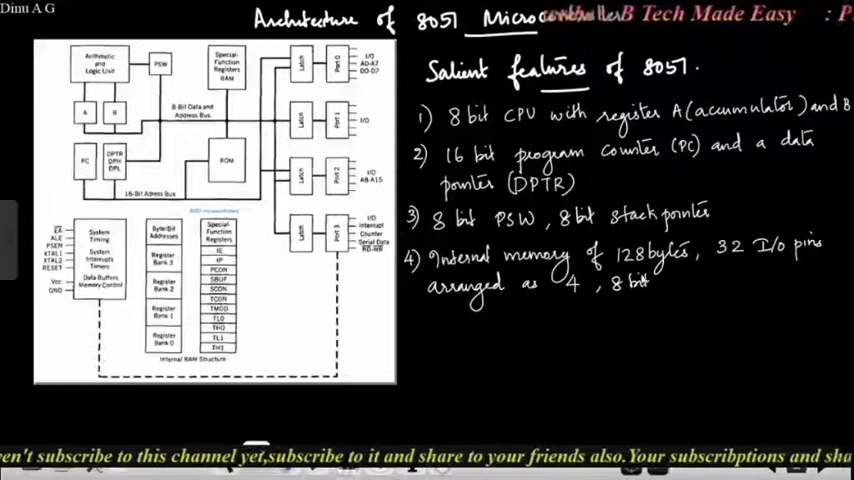 Dinu A G
Architecture of 8051 Microcontroller
B Tech Made Easy : P
Arithmetic and Logic Unit
PSW
Special-Function Registers RAM
A
B
8-Bit Data and Address Bus
PC
DPTR
DPH
DPL
ROM
16-Bit Adress Bus
Latch
Port 0
I/O
A0-A7
D0-D7
Latch
Port 1
I/O
Latch
Port 2
I/O
A8-A15
Latch
Port 3
I/O
Interrupt
Counter
Serial Data
RD-WR
EA
ALE
PSEN
XTAL1
XTAL2
RESET
Vcc
GND
System Timing
System Interrupts Timers
Data Buffers Memory Control
Byte/Bit Addresses
Register Bank 3
Register Bank 2
Register Bank 1
Register Bank 0
Special-Function Registers
IE
IP
PCON
SBUF
SCON
TCON
TMOD
TL0
TH0
TL1
TH1
Internal RAM Structure
Salient features of 8051.
1) 8 bit CPU with register A (accumulator) and B
2) 16 bit program counter (PC) and a data
pointer (DPTR)
3) 8 bit PSW, 8 bit stack pointer
4) Internal memory of 128 bytes, 32 I/o pins
arranged as 4, 8 bit
en't subscribe to this channel yet,subscribe to it and share to your friends also.Your subscribptions and sha